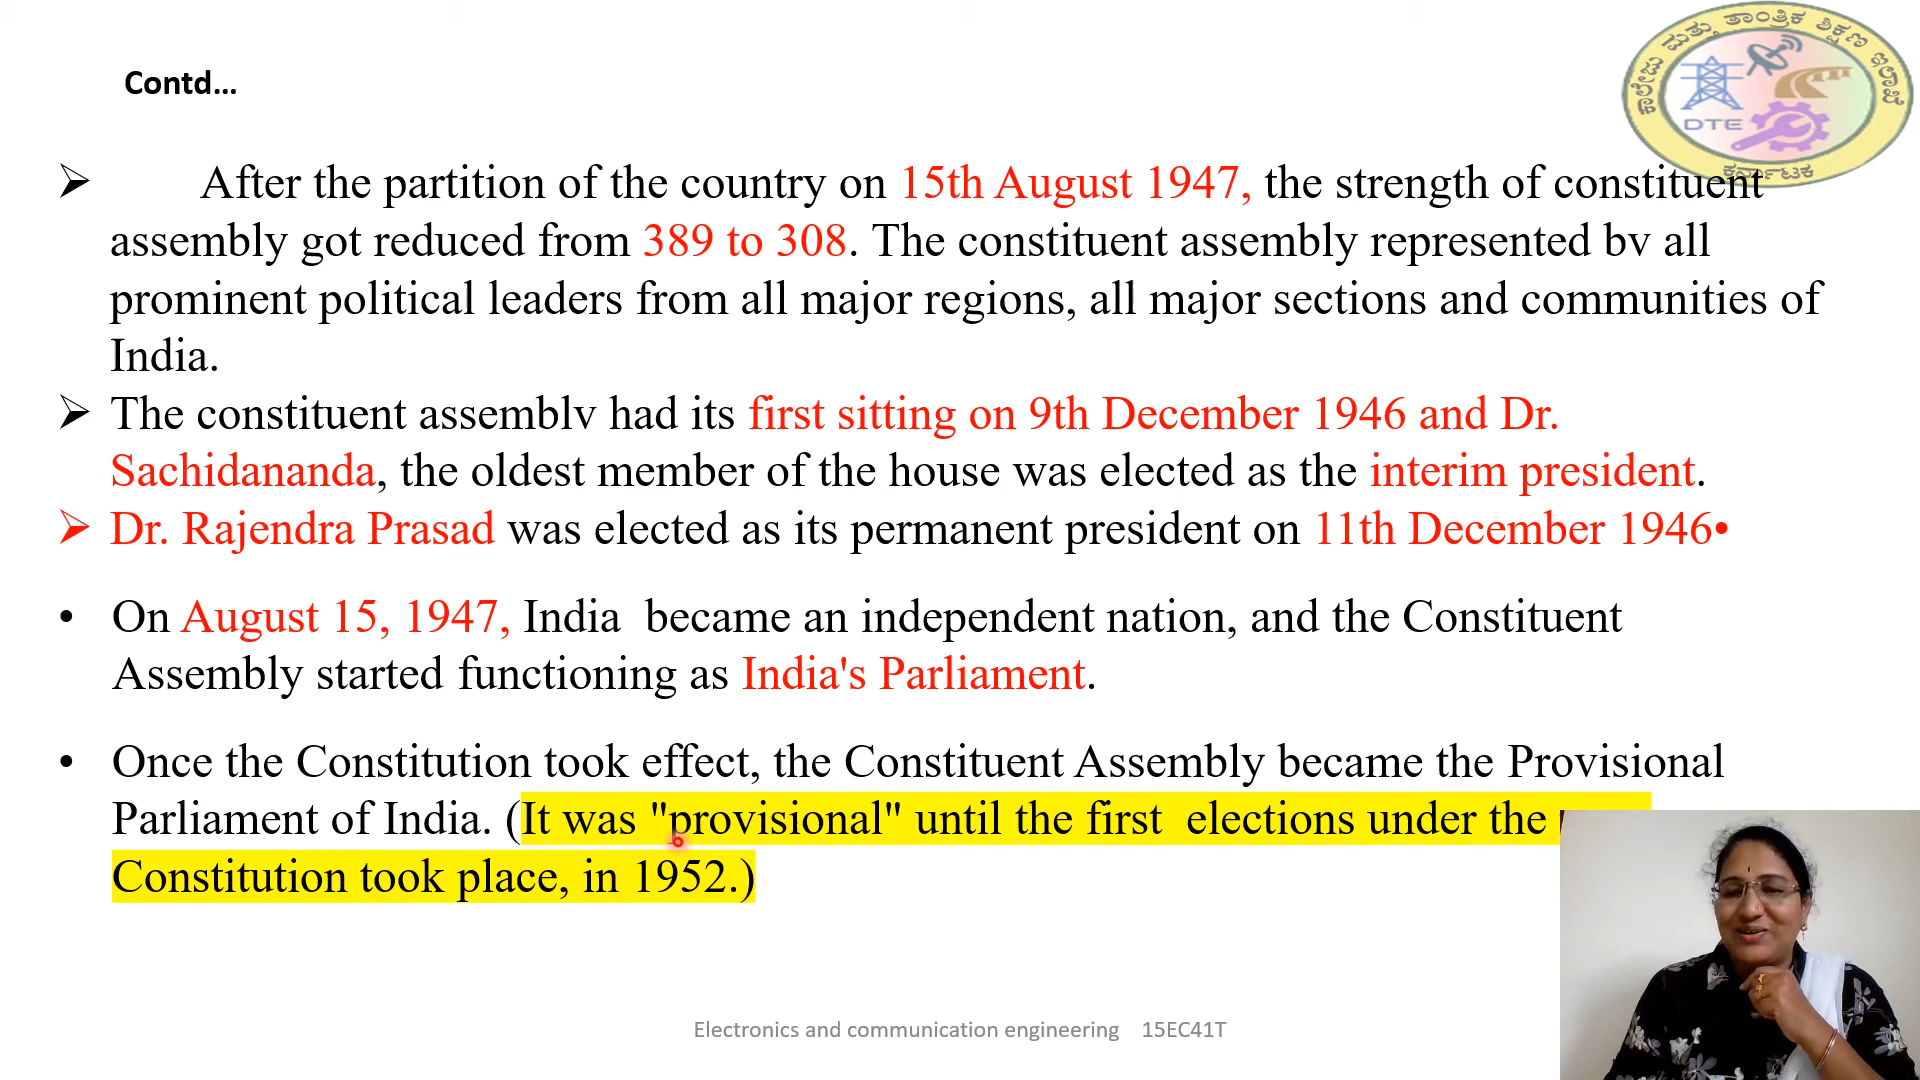 Contd...
ಕಾಲೇಜು ಮತ್ತು ತಾಂತ್ರಿಕ ಶಿಕ್ಷಣ ಇಲಾಖೆ
DTE
ಕರ್ನಾಟಕ
➢ After the partition of the country on 15th August 1947, the strength of constituent
assembly got reduced from 389 to 308. The constituent assembly represented bv all
prominent political leaders from all major regions, all major sections and communities of
India.
➢ The constituent assemblv had its first sitting on 9th December 1946 and Dr.
Sachidananda, the oldest member of the house was elected as the interim president.
➢ Dr. Rajendra Prasad was elected as its permanent president on 11th December 1946•
• On August 15, 1947, India became an independent nation, and the Constituent
Assembly started functioning as India's Parliament.
• Once the Constitution took effect, the Constituent Assembly became the Provisional
Parliament of India. (It was "provisional" until the first elections under the
Constitution took place, in 1952.)
Electronics and communication engineering 15EC41T